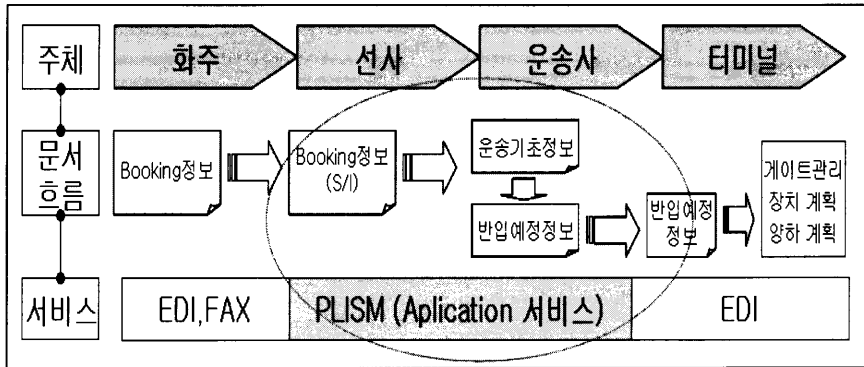 주체
화주
선사
운송사
터미널
문서
흐름
Booking정보
Booking정보
(S/I)
운송기초정보
반입예정정보
반입예정
정보
게이트관리
장치 계획
양하 계획
서비스
EDI,FAX
PLISM (Aplication 서비스)
EDI